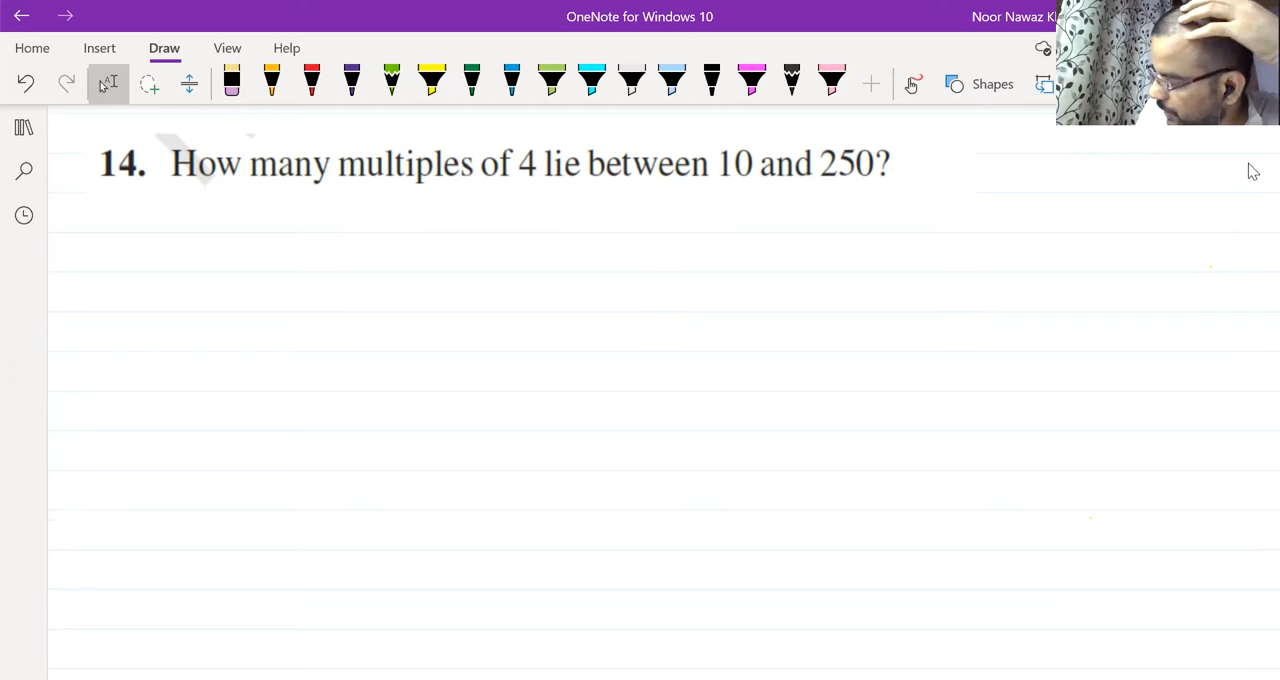 OneNote for Windows 10
Noor Nawaz
Home Insert Draw View Help
Shapes
14. How many multiples of 4 lie between 10 and 250?